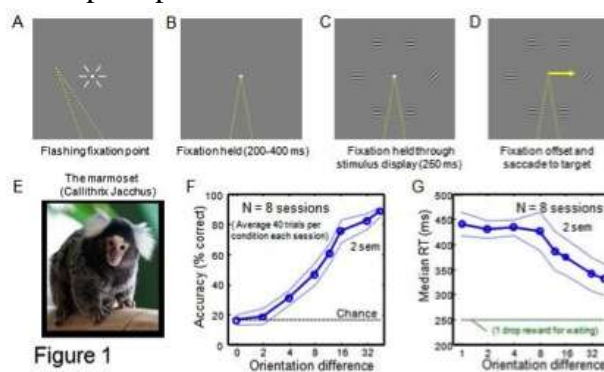 A
B
C
D
Flashing fixation point
Fixation held (200-400 ms)
Fixation held through
stimulus display (250 ms)
Fixation offset and
saccade to target
E
The marmoset
(Callithrix Jacchus)
Figure 1
F
Accuracy (% correct)
100
80
60
40
20
0
N = 8 sessions
(Average 40 trials per
condition each session)
2 sem
Chance
0 2 4 8 16 32
Orientation difference
G
Median RT (ms)
500
450
400
350
300
250
200
N = 8 sessions
2 sem
(1 drop reward for waiting)
1 2 4 8 16 32
Orientation difference